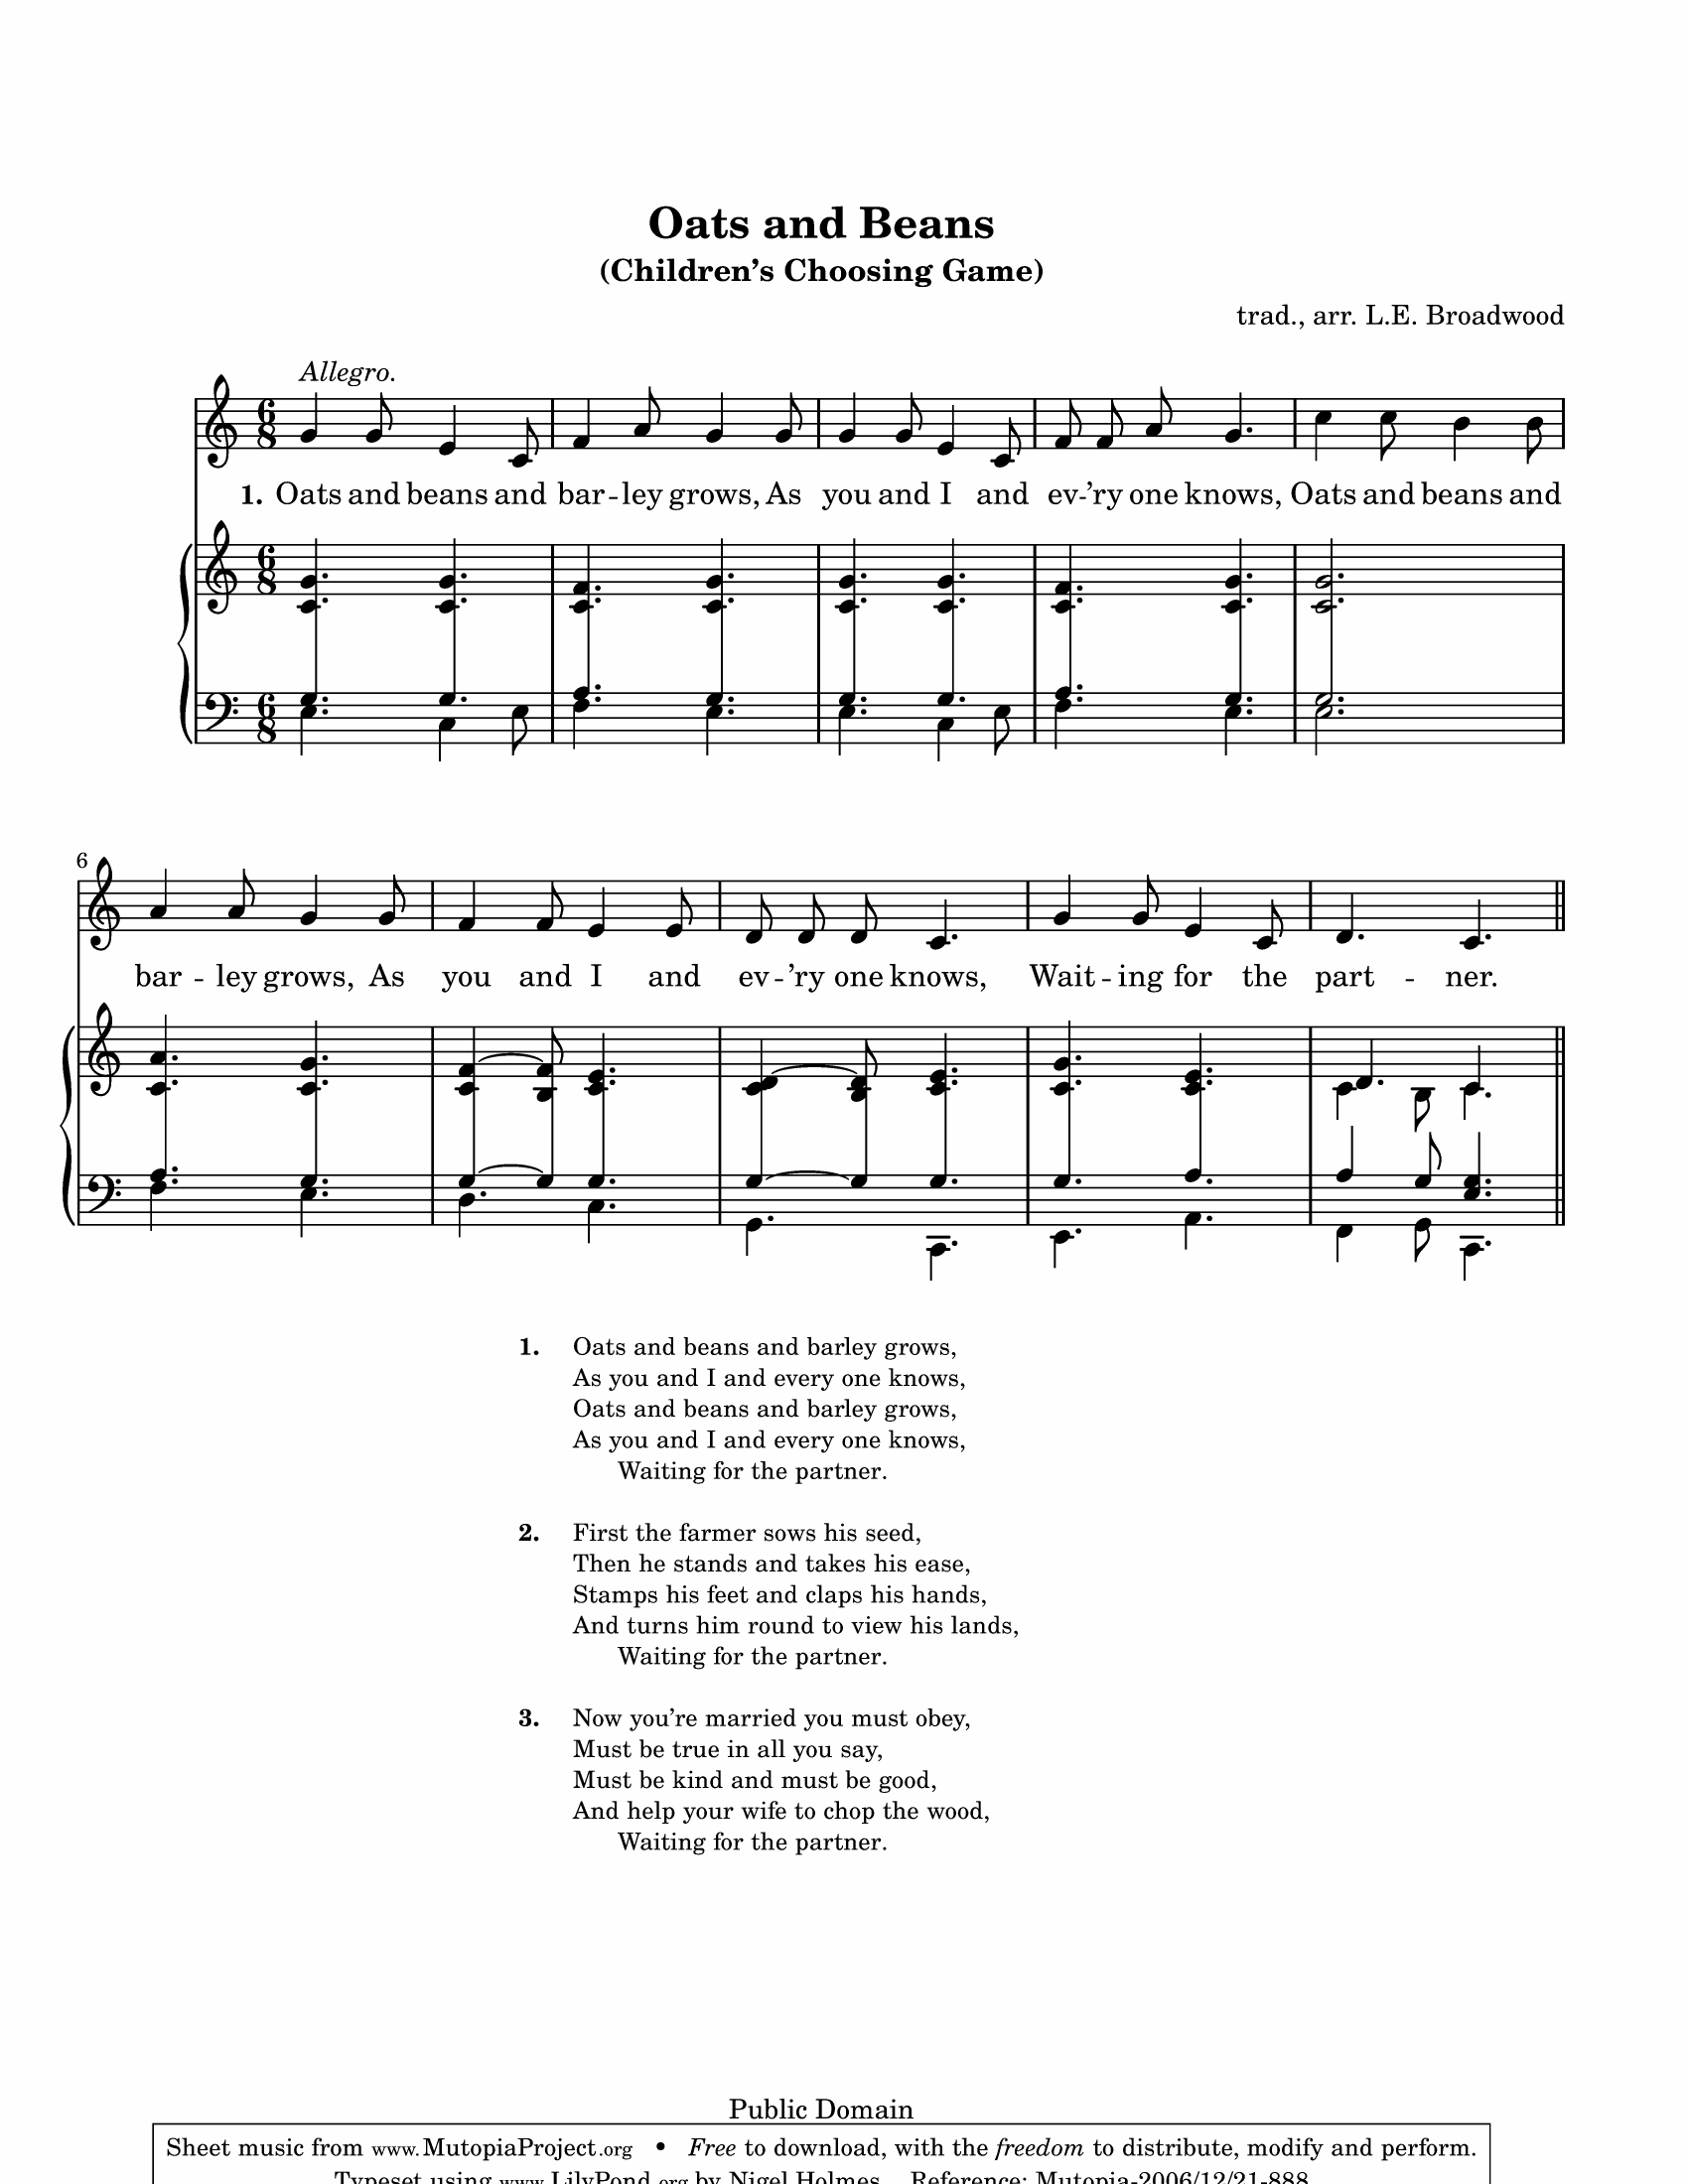 Oats and Beans
(Children’s Choosing Game)
trad., arr. L.E. Broadwood
Allegro.
1. Oats and beans and bar -- ley grows, As you and I and ev -- ’ry one knows, Oats and beans and
6
bar -- ley grows, As you and I and ev -- ’ry one knows, Wait -- ing for the part -- ner.
1. Oats and beans and barley grows,
As you and I and every one knows,
Oats and beans and barley grows,
As you and I and every one knows,
Waiting for the partner.
2. First the farmer sows his seed,
Then he stands and takes his ease,
Stamps his feet and claps his hands,
And turns him round to view his lands,
Waiting for the partner.
3. Now you’re married you must obey,
Must be true in all you say,
Must be kind and must be good,
And help your wife to chop the wood,
Waiting for the partner.
Public Domain
Sheet music from www.MutopiaProject.org • Free to download, with the freedom to distribute, modify and perform.
Typeset using www.LilyPond.org by Nigel Holmes. Reference: Mutopia-2006/12/21-888